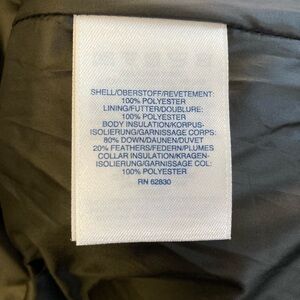 SHELL/OBERSTOFF/REVETEMENT:
100% POLYESTER
LINING/FUTTER/DOUBLURE:
100% POLYESTER
BODY INSULATION/KORPUS-
ISOLIERUNG/GARNISSAGE CORPS:
80% DOWN/DAUNEN/DUVET
20% FEATHERS/FEDERN/PLUMES
COLLAR INSULATION/KRAGEN-
ISOLIERUNG/GARNISSAGE COL:
100% POLYESTER
RN 62830